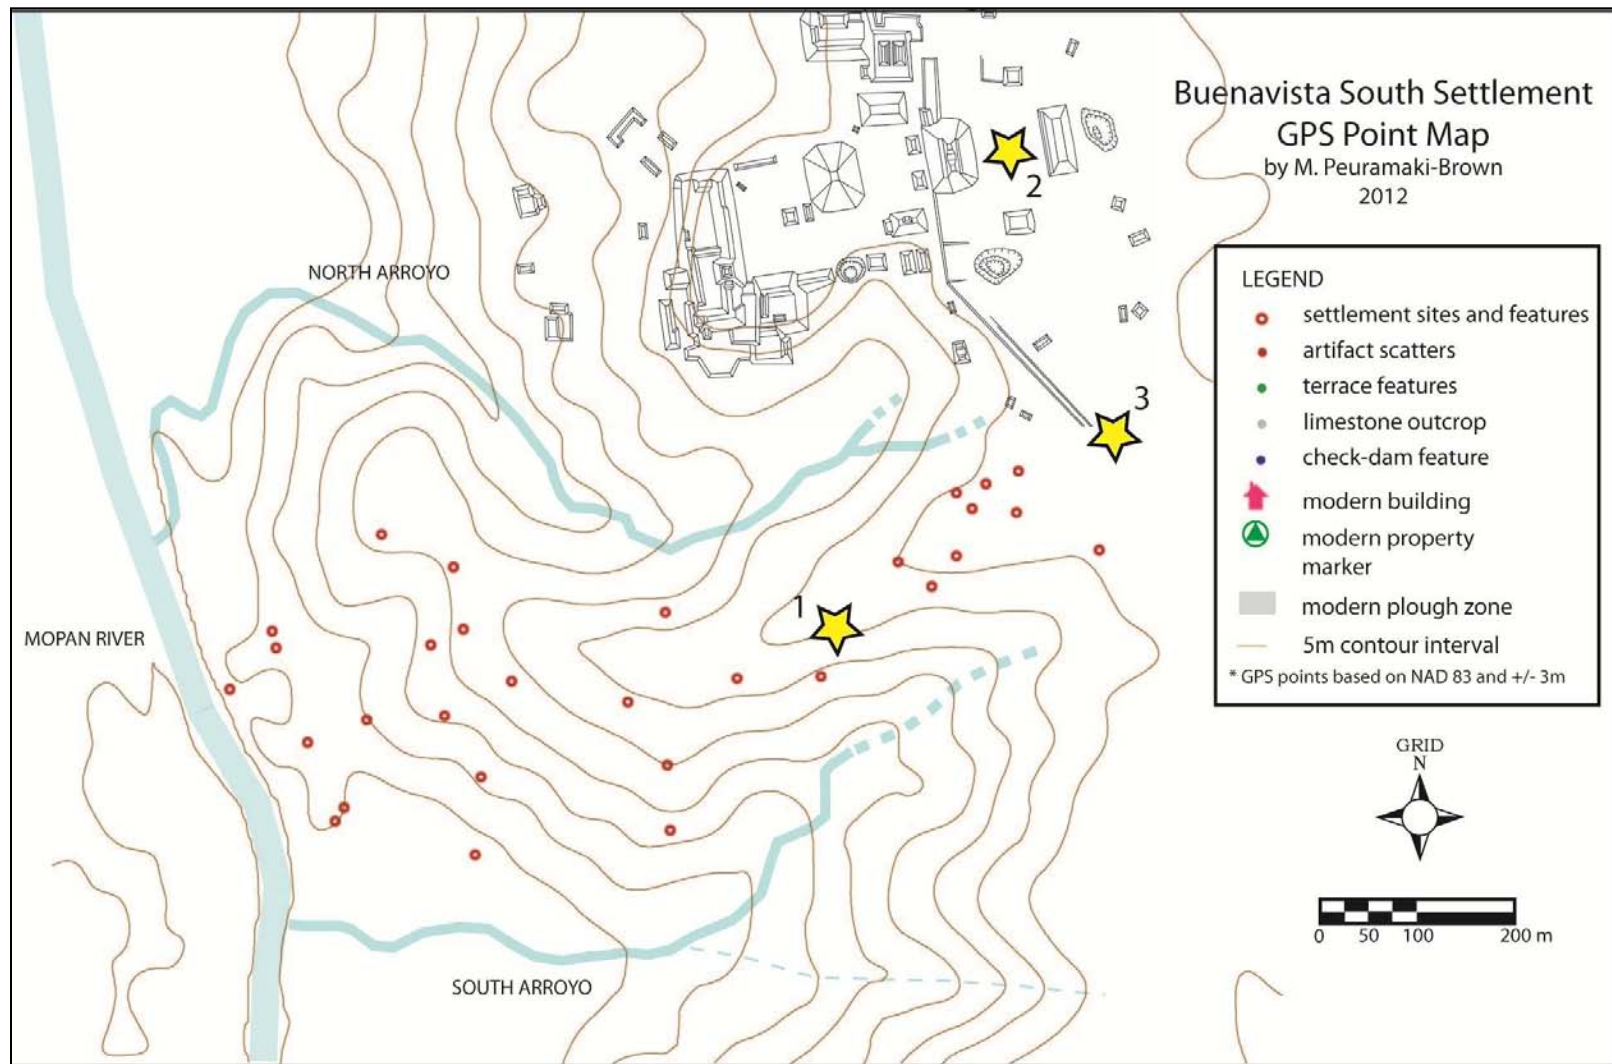 Buenavista South Settlement
GPS Point Map
by M. Peuramaki-Brown
2012
2
NORTH ARROYO
3
1
MOPAN RIVER
SOUTH ARROYO
LEGEND
settlement sites and features
artifact scatters
terrace features
limestone outcrop
check-dam feature
modern building
modern property
marker
modern plough zone
5m contour interval
* GPS points based on NAD 83 and +/- 3m
GRID
N
0 50 100 200 m